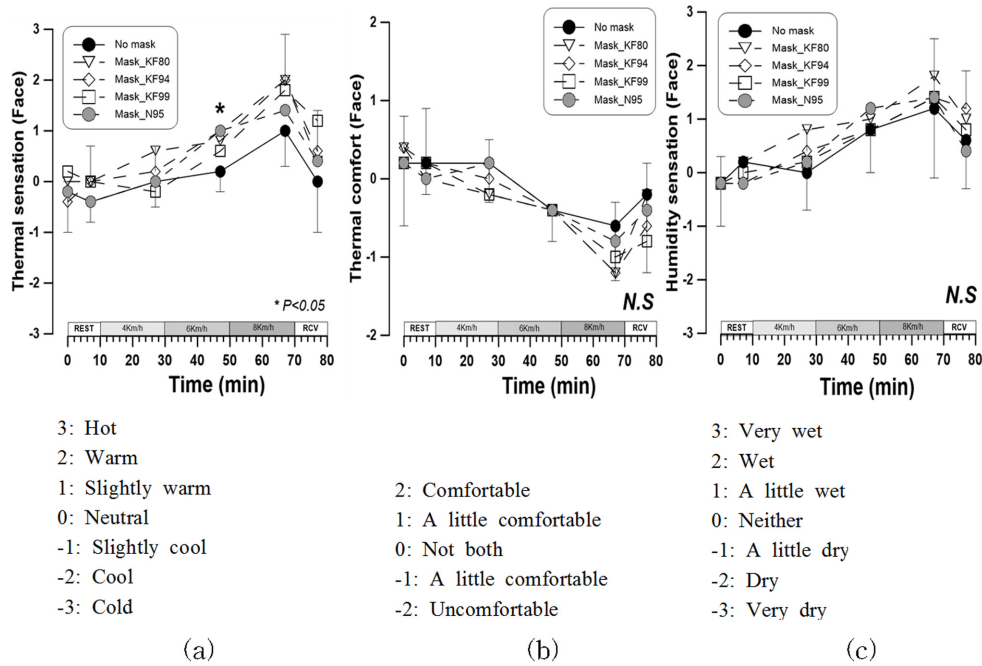 3
2
1
0
-1
-2
-3
Thermal sensation (Face)
No mask
Mask_KF80
Mask_KF94
Mask_KF99
Mask_N95
*
* P<0.05
REST
4Km/h
6Km/h
8Km/h
RCV
0 10 20 30 40 50 60 70 80
Time (min)
2
1
0
-1
-2
Thermal comfort (Face)
No mask
Mask_KF80
Mask_KF94
Mask_KF99
Mask_N95
N.S
REST
4Km/h
6Km/h
8Km/h
RCV
0 10 20 30 40 50 60 70 80
Time (min)
3
2
1
0
-1
-2
-3
Humidity sensation (Face)
No mask
Mask_KF80
Mask_KF94
Mask_KF99
Mask_N95
N.S
REST
4Km/h
6Km/h
8Km/h
RCV
0 10 20 30 40 50 60 70 80
Time (min)
3: Hot
2: Warm
1: Slightly warm
0: Neutral
-1: Slightly cool
-2: Cool
-3: Cold
(a)
2: Comfortable
1: A little comfortable
0: Not both
-1: A little comfortable
-2: Uncomfortable
(b)
3: Very wet
2: Wet
1: A little wet
0: Neither
-1: A little dry
-2: Dry
-3: Very dry
(c)